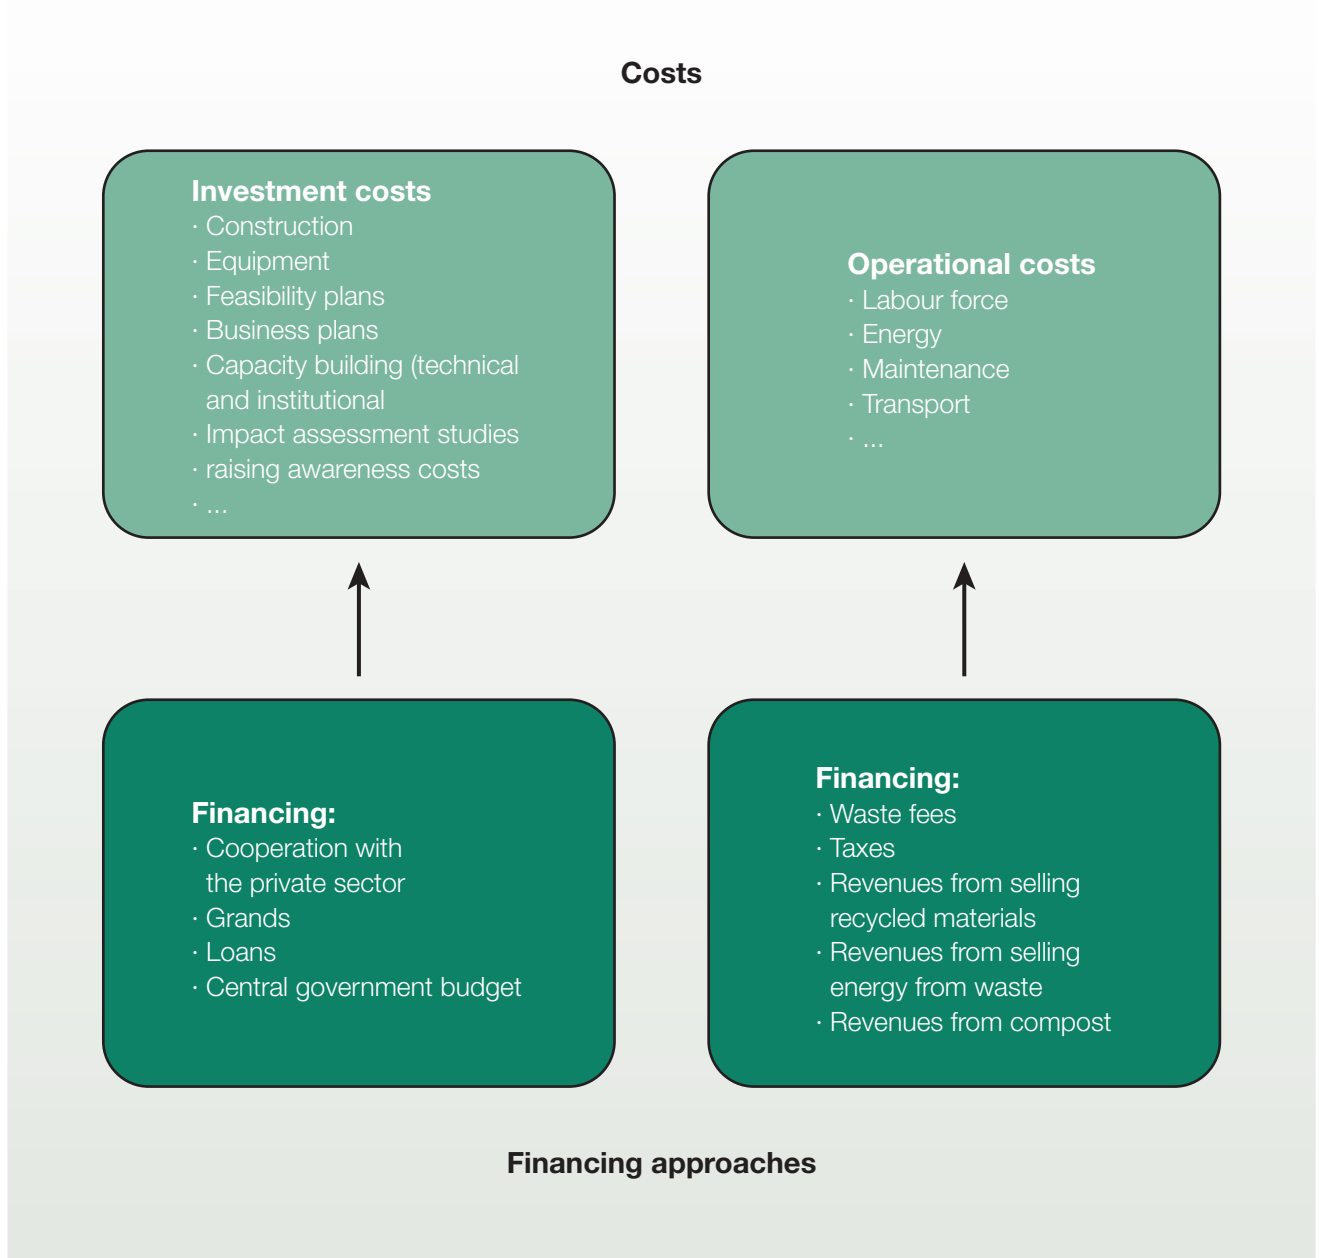 Costs
Investment costs
· Construction
· Equipment
· Feasibility plans
· Business plans
· Capacity building (technical
and institutional
· Impact assessment studies
· raising awareness costs
· ...
Operational costs
· Labour force
· Energy
· Maintenance
· Transport
· ...
Financing:
· Cooperation with
the private sector
· Grands
· Loans
· Central government budget
Financing:
· Waste fees
· Taxes
· Revenues from selling
recycled materials
· Revenues from selling
energy from waste
· Revenues from compost
Financing approaches